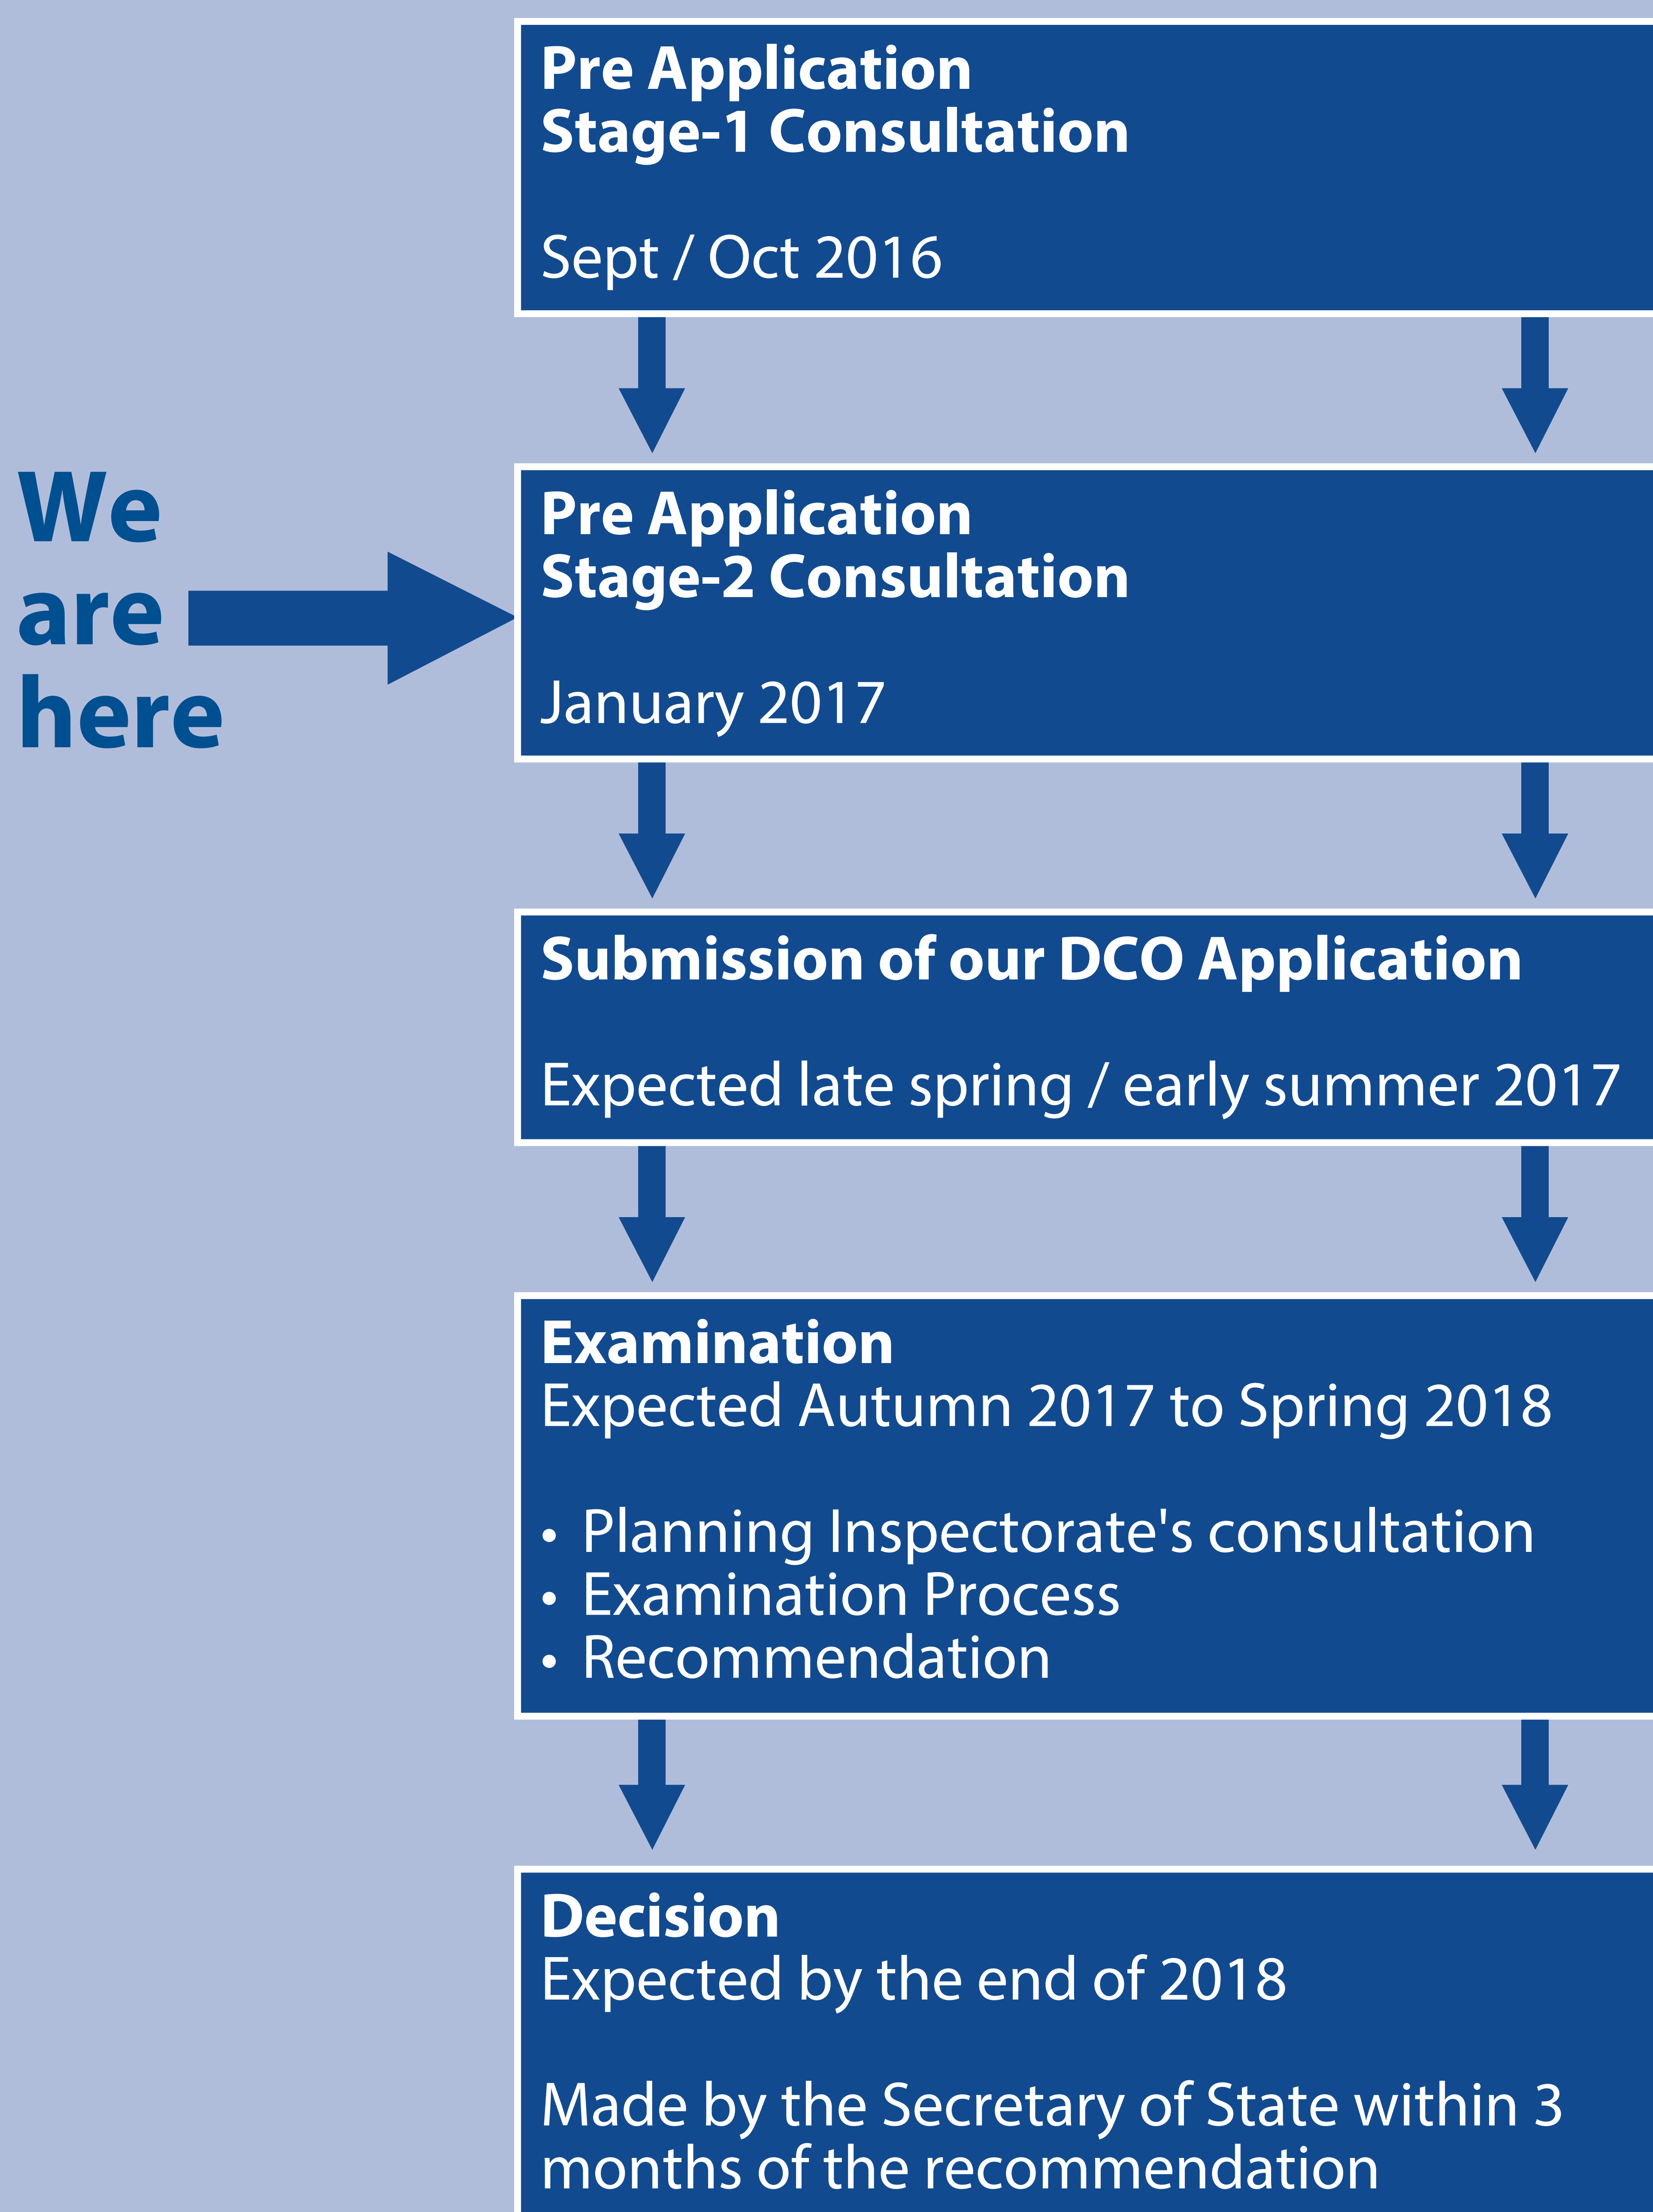 Pre Application
Stage-1 Consultation
Sept / Oct 2016
We
are
here
Pre Application
Stage-2 Consultation
January 2017
Submission of our DCO Application
Expected late spring / early summer 2017
Examination
Expected Autumn 2017 to Spring 2018
• Planning Inspectorate's consultation
• Examination Process
• Recommendation
Decision
Expected by the end of 2018
Made by the Secretary of State within 3
months of the recommendation